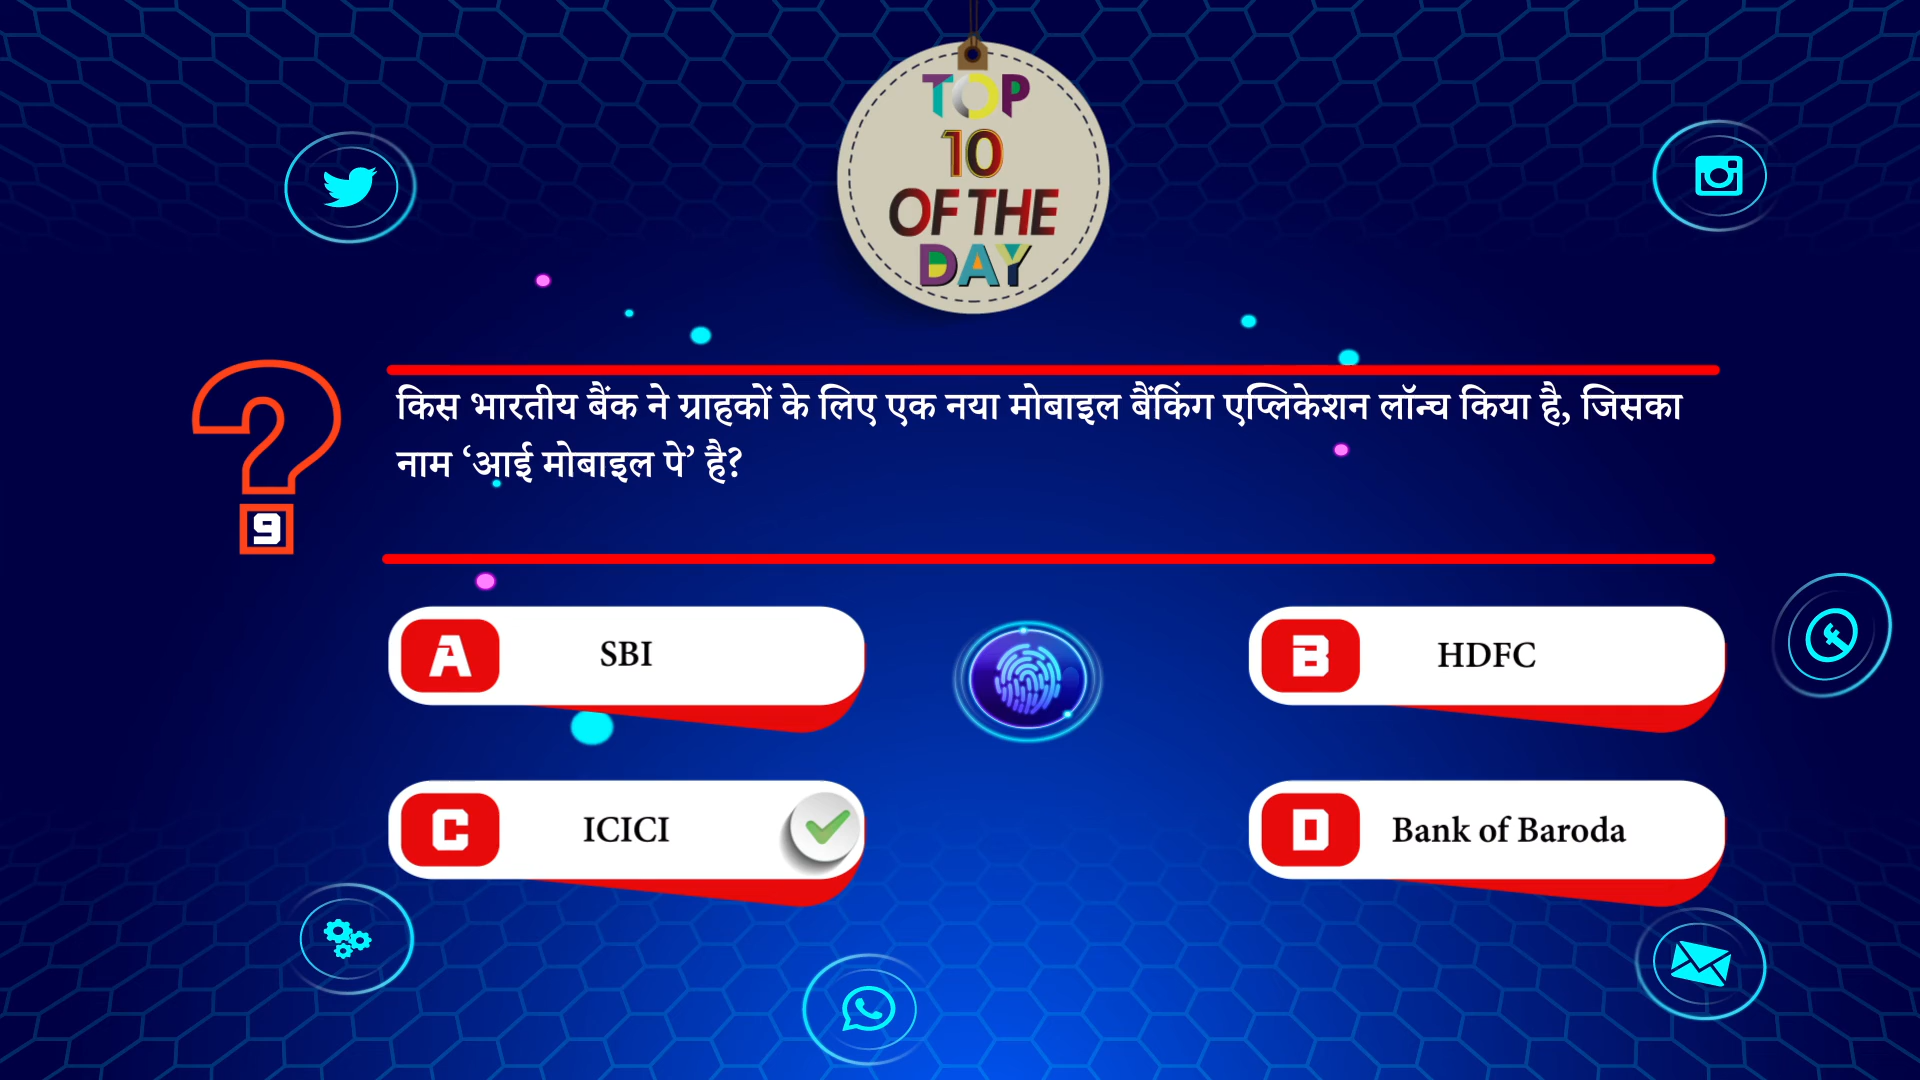 TOP
10
OF THE
DAY
किस भारतीय बैंक ने ग्राहकों के लिए एक नया मोबाइल बैंकिंग एप्लिकेशन लॉन्च किया है, जिसका
नाम ‘आई मोबाइल पे’ है?
9
A SBI
B HDFC
C ICICI
D Bank of Baroda